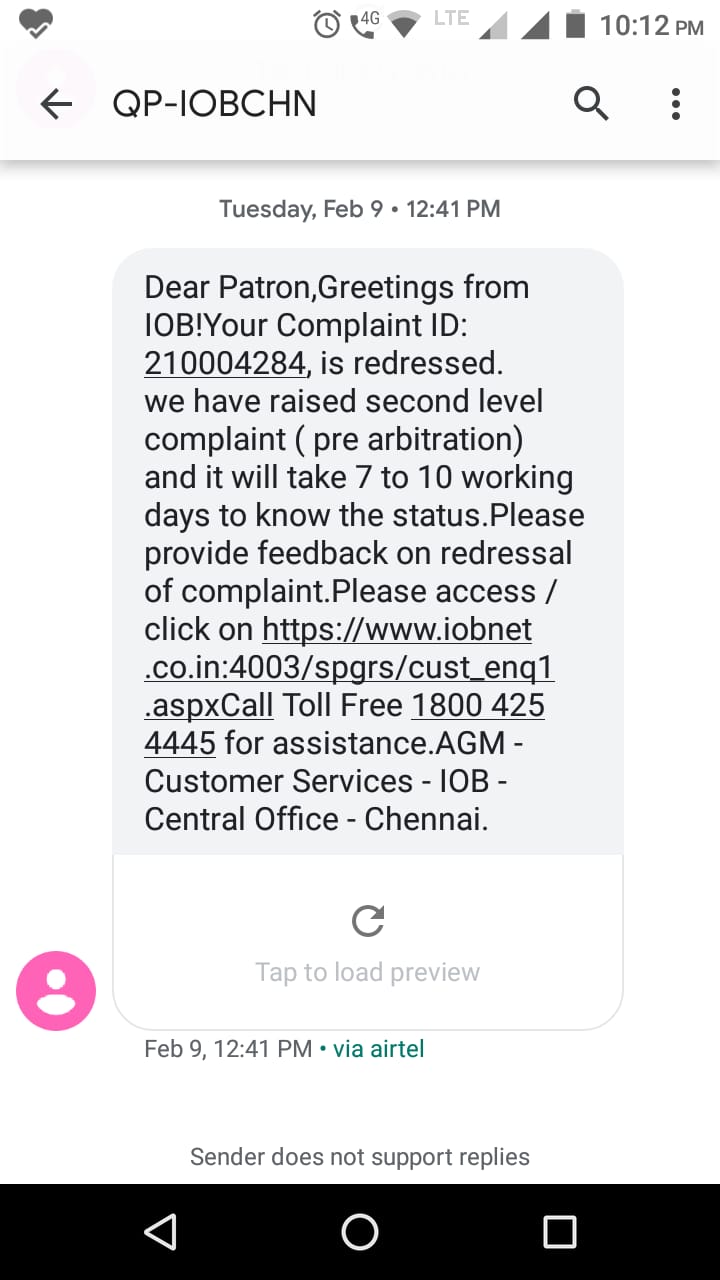 4G LTE 10:12 PM
QP-IOBCHN
Tuesday, Feb 9 • 12:41 PM
Dear Patron,Greetings from
IOB!Your Complaint ID:
210004284, is redressed.
we have raised second level
complaint ( pre arbitration)
and it will take 7 to 10 working
days to know the status.Please
provide feedback on redressal
of complaint.Please access /
click on https://www.iobnet
.co.in:4003/spgrs/cust_enq1
.aspxCall Toll Free 1800 425
4445 for assistance.AGM -
Customer Services - IOB -
Central Office - Chennai.
Tap to load preview
Feb 9, 12:41 PM • via airtel
Sender does not support replies